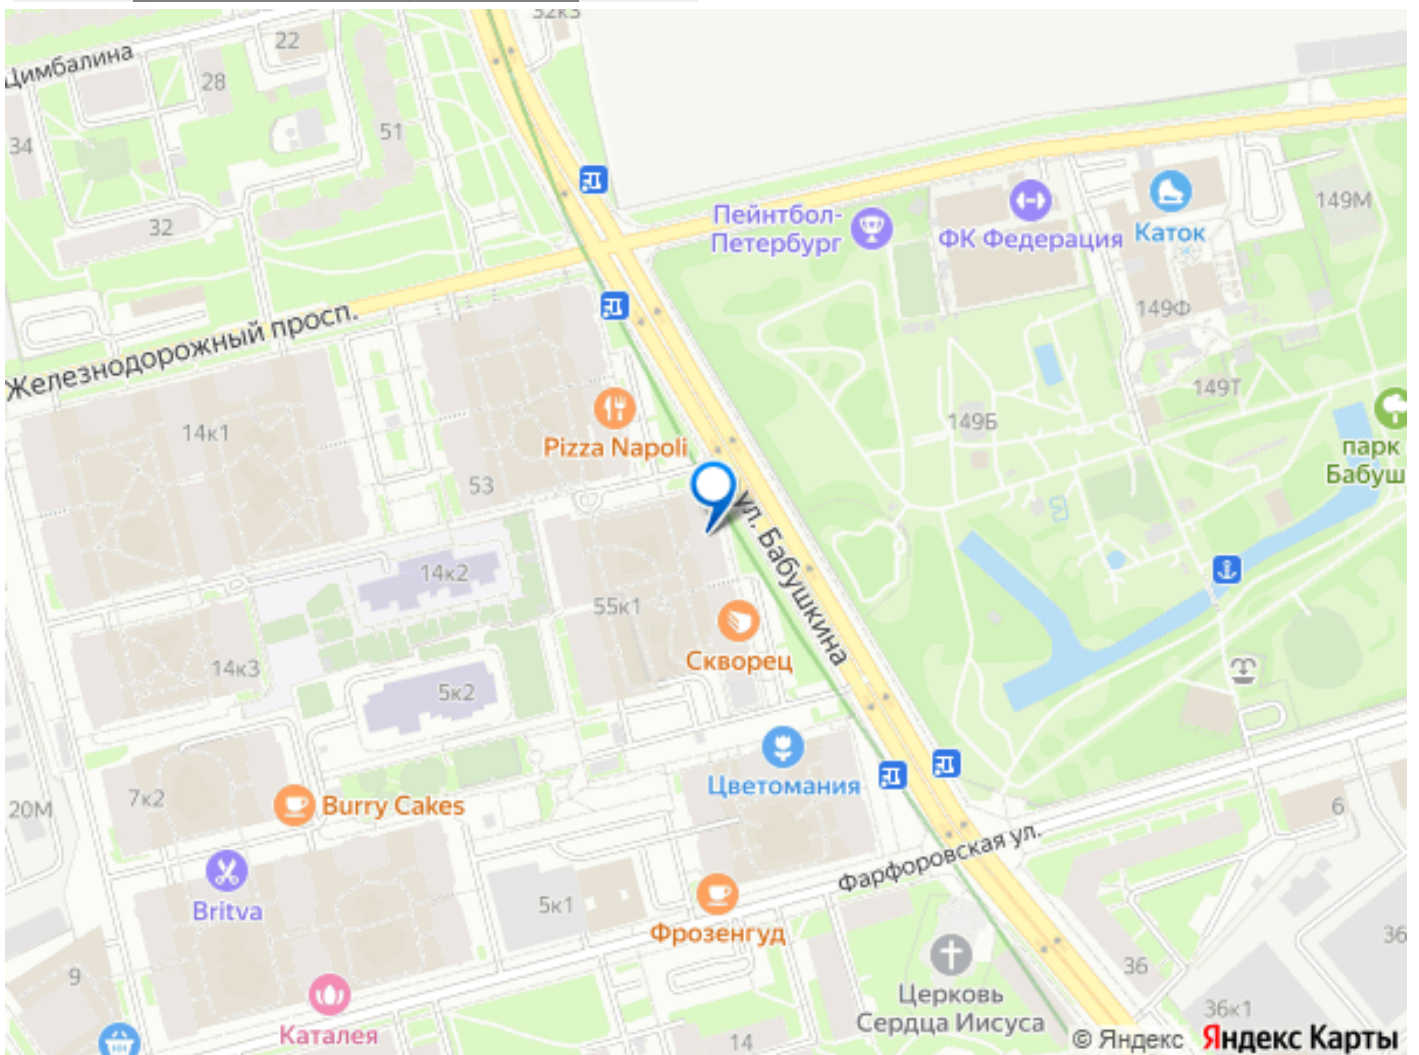 32к3
22
Цимбалина
28
51
34
32
149М
Пейнтбол-
Петербург
ФК Федерация
Каток
149Ф
Железнодорожный просп.
149Т
14к1
Pizza Napoli
149Б
парк
Бабуш
53
ул. Бабушкина
14к2
55к1
Скворец
14к3
5к2
Цветомания
7к2
Burry Cakes
20М
6
Фарфоровская ул.
Britva
5к1
Фрозенгуд
36
9
36
Церковь
Сердца Иисуса
36к1
Каталея
14
© Яндекс Яндекс Карты